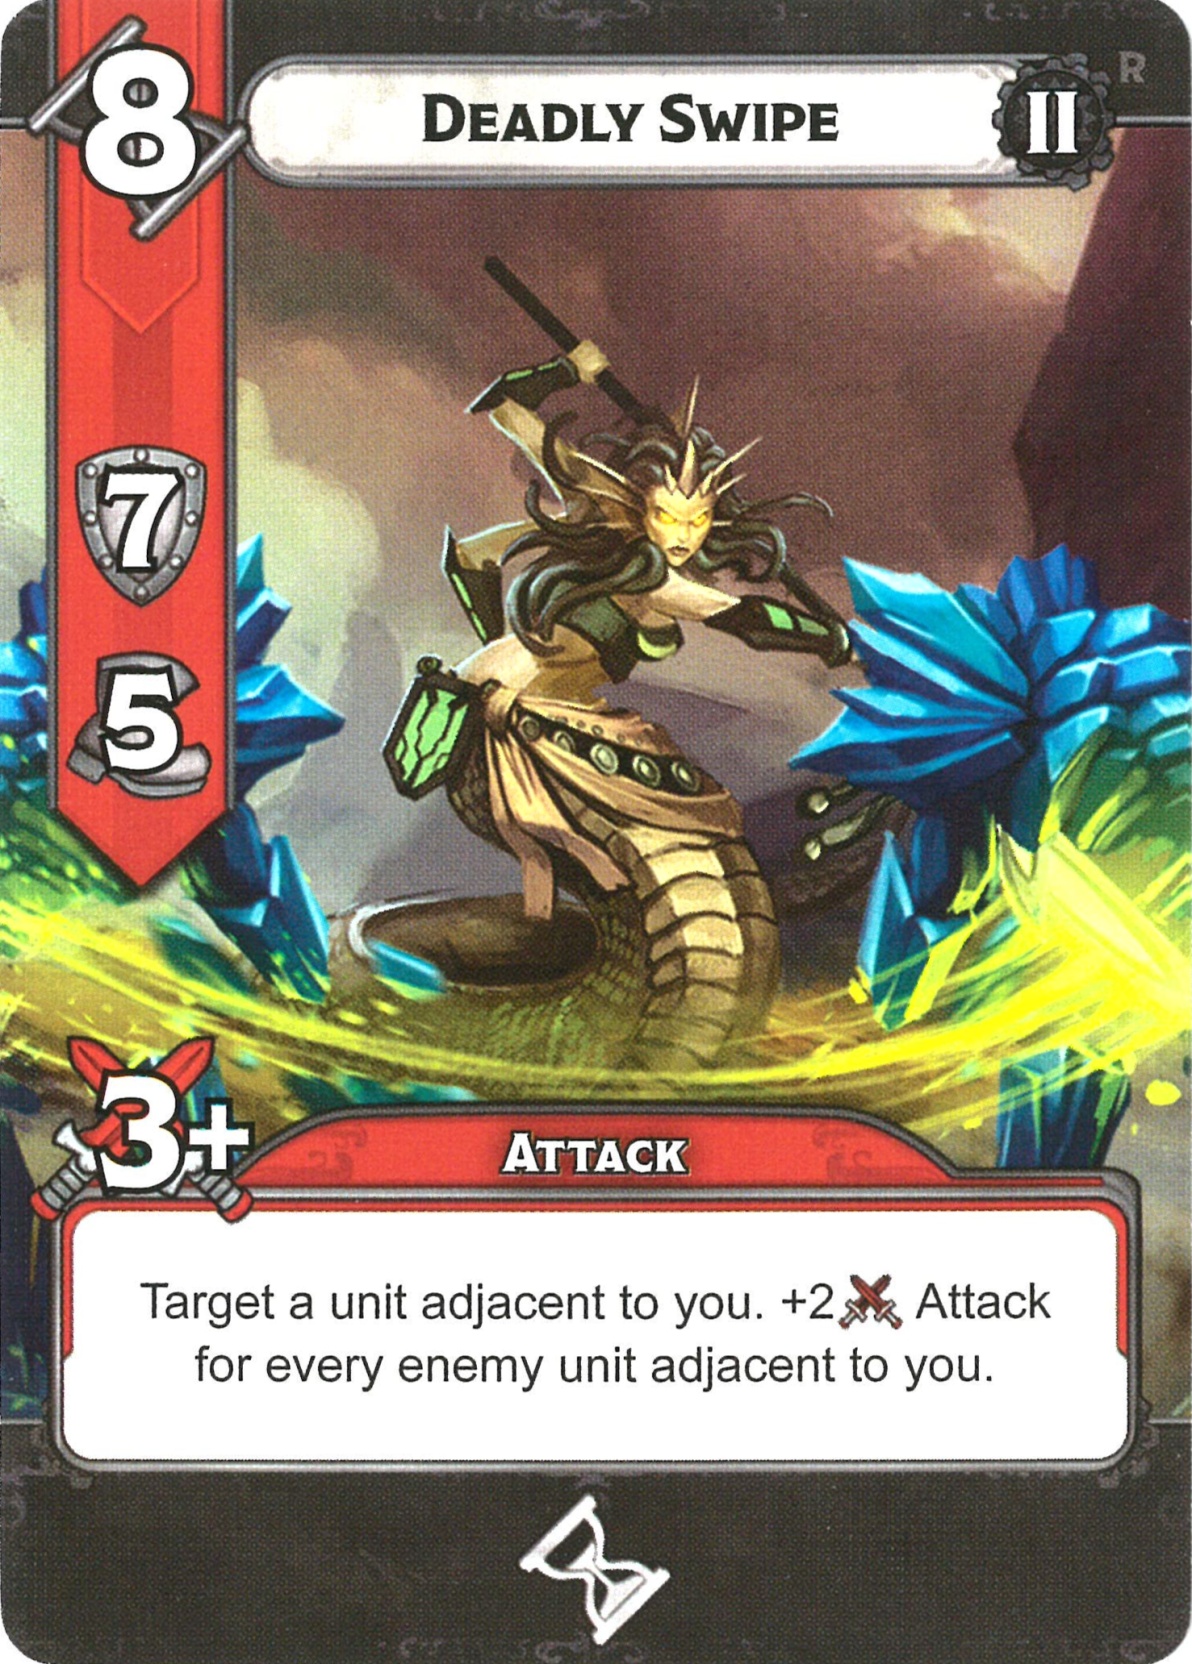 8
DEADLY SWIPE
II
R
7
5
3+
ATTACK
Target a unit adjacent to you. +2 Attack
for every enemy unit adjacent to you.